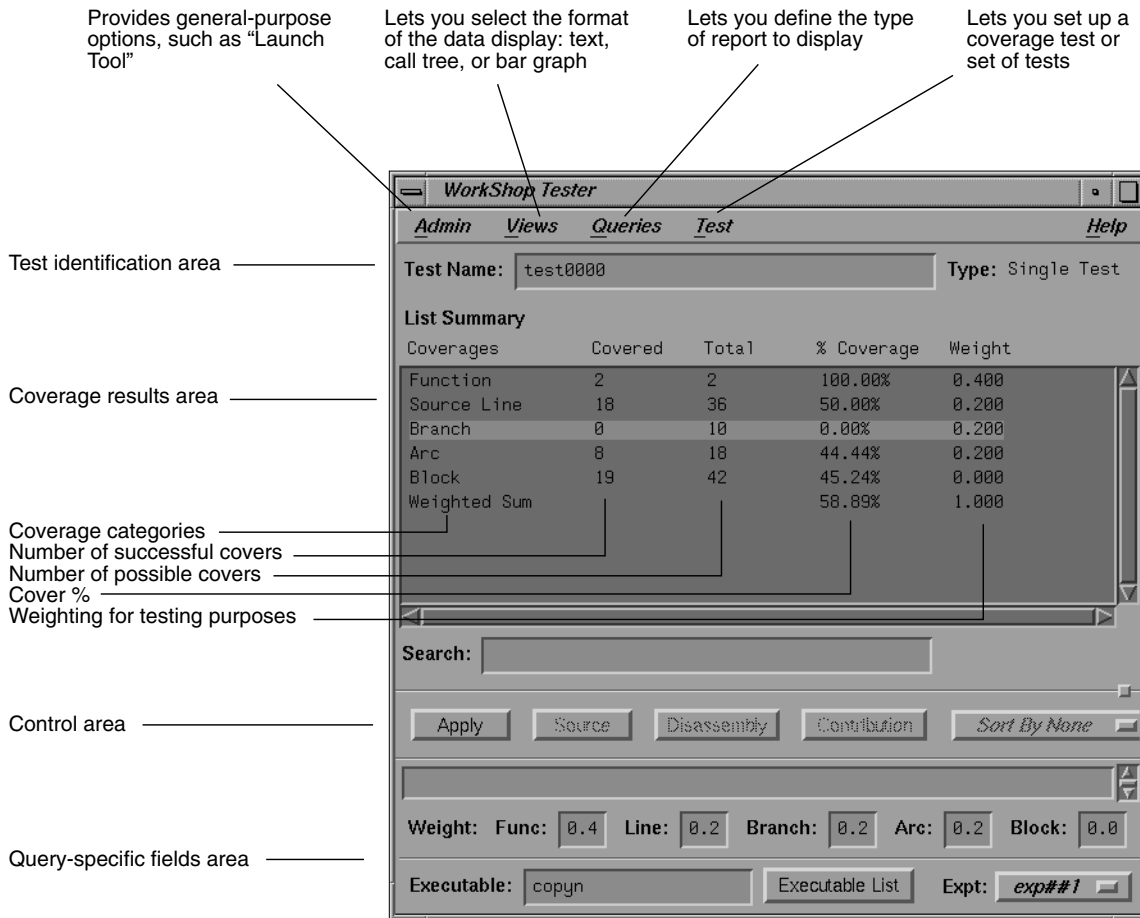 Provides general-purpose
options, such as “Launch
Tool”
Lets you select the format
of the data display: text,
call tree, or bar graph
Lets you define the type
of report to display
Lets you set up a
coverage test or
set of tests
WorkShop Tester
Admin Views Queries Test Help
Test identification area
Test Name: test0000 Type: Single Test
List Summary
Coverages Covered Total % Coverage Weight
Coverage results area
Function 2 2 100.00% 0.400
Source Line 18 36 50.00% 0.200
Branch 0 10 0.00% 0.200
Arc 8 18 44.44% 0.200
Block 19 42 45.24% 0.000
Weighted Sum 58.89% 1.000
Coverage categories
Number of successful covers
Number of possible covers
Cover %
Weighting for testing purposes
Search:
Control area
Apply Source Disassembly Contribution Sort By None
Weight: Func: 0.4 Line: 0.2 Branch: 0.2 Arc: 0.2 Block: 0.0
Query-specific fields area
Executable: copyn Executable List Expt: exp##1